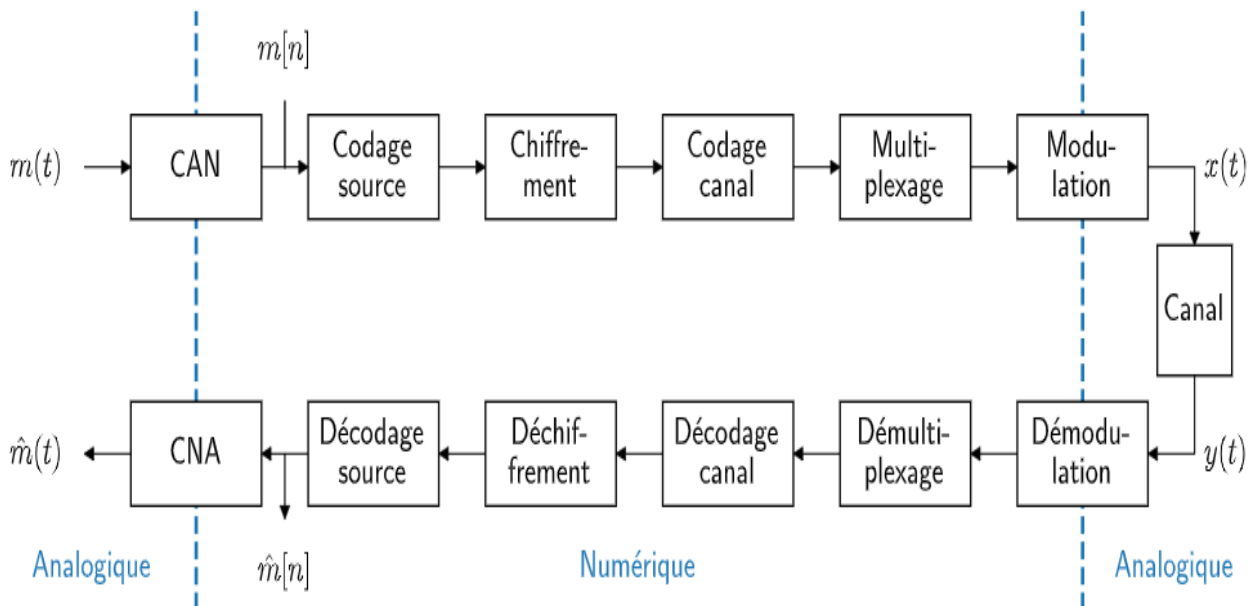 m[n]
m(t)
CAN
Codage
source
Chiffre-
ment
Codage
canal
Multi-
plexage
Modu-
lation
x(t)
Canal
m̂(t)
CNA
Décodage
source
Déchif-
frement
Décodage
canal
Démulti-
plexage
Démodu-
lation
y(t)
Analogique
m̂[n]
Numérique
Analogique